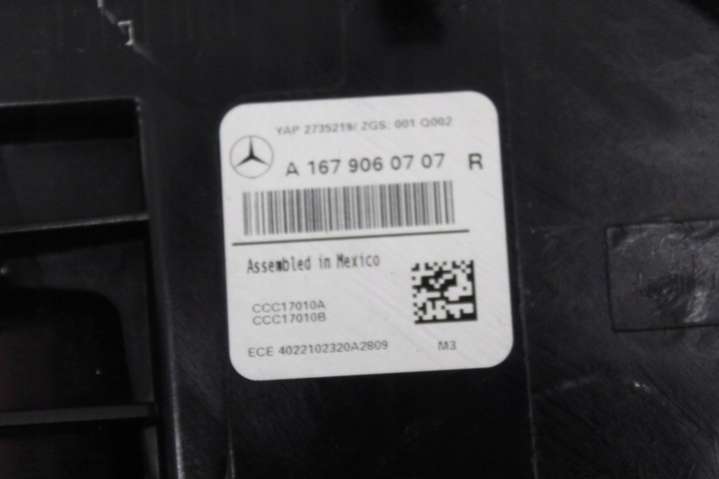 YAP 2735219/ ZGS: 001 Q002
A 167 906 07 07 R
Assembled in Mexico
CCC17010A
CCC17010B
ECE 4022102320A2809 M3